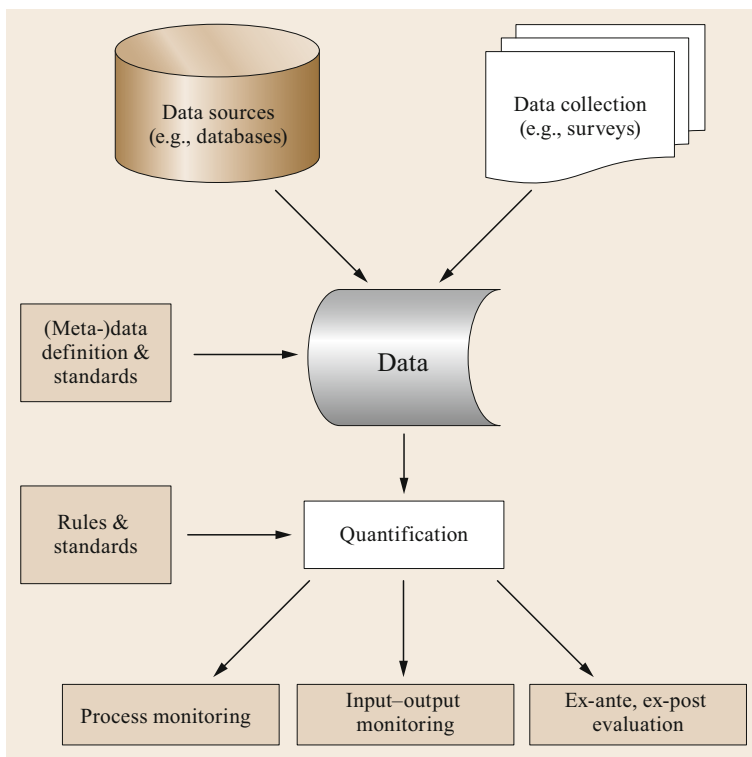 Data sources
(e.g., databases)
Data collection
(e.g., surveys)
(Meta-)data
definition &
standards
Data
Rules &
standards
Quantification
Process monitoring
Input–output
monitoring
Ex-ante, ex-post
evaluation